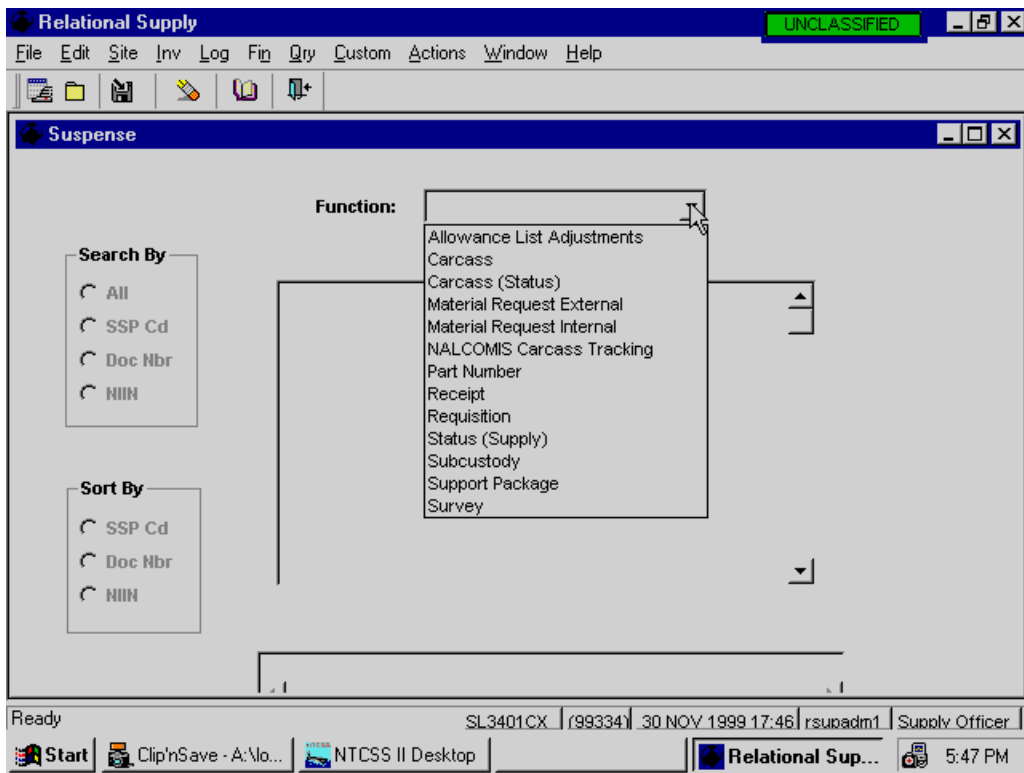 Relational Supply UNCLASSIFIED
File Edit Site Inv Log Fin Qry Custom Actions Window Help
Suspense
Function:
Allowance List Adjustments
Carcass
Carcass (Status)
Material Request External
Material Request Internal
NALCOMIS Carcass Tracking
Part Number
Receipt
Requisition
Status (Supply)
Subcustody
Support Package
Survey
Search By
All
SSP Cd
Doc Nbr
NIIN
Sort By
SSP Cd
Doc Nbr
NIIN
Ready SL3401CX (99334) 30 NOV 1999 17:46 rsupadm1 Supply Officer
Start Clip'nSave - A:\lo... NTCSS II Desktop Relational Sup... 5:47 PM